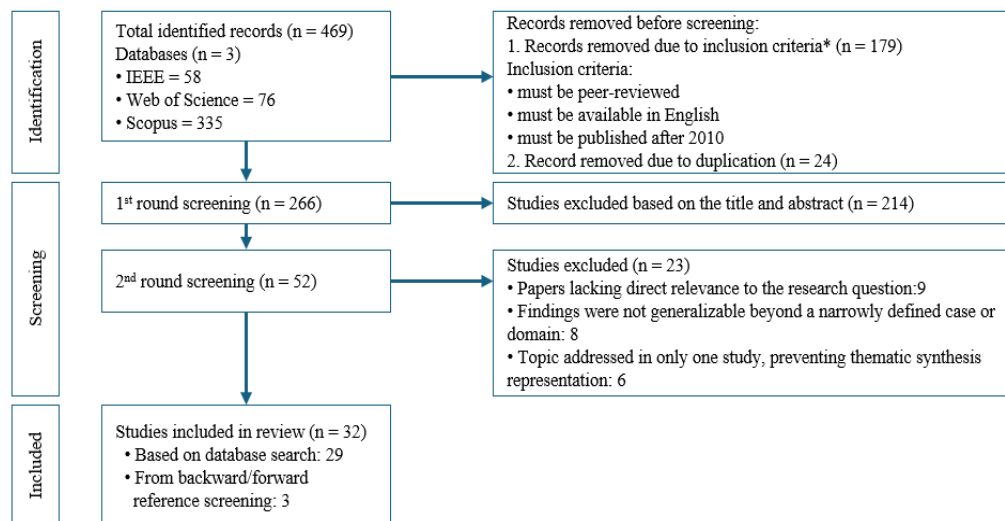 Identification
Total identified records (n = 469)
Databases (n = 3)
• IEEE = 58
• Web of Science = 76
• Scopus = 335
Records removed before screening:
1. Records removed due to inclusion criteria* (n = 179)
Inclusion criteria:
• must be peer-reviewed
• must be available in English
• must be published after 2010
2. Record removed due to duplication (n = 24)
Screening
1st round screening (n = 266)
Studies excluded based on the title and abstract (n = 214)
2nd round screening (n = 52)
Studies excluded (n = 23)
• Papers lacking direct relevance to the research question:9
• Findings were not generalizable beyond a narrowly defined case or
domain: 8
• Topic addressed in only one study, preventing thematic synthesis
representation: 6
Included
Studies included in review (n = 32)
• Based on database search: 29
• From backward/forward
reference screening: 3